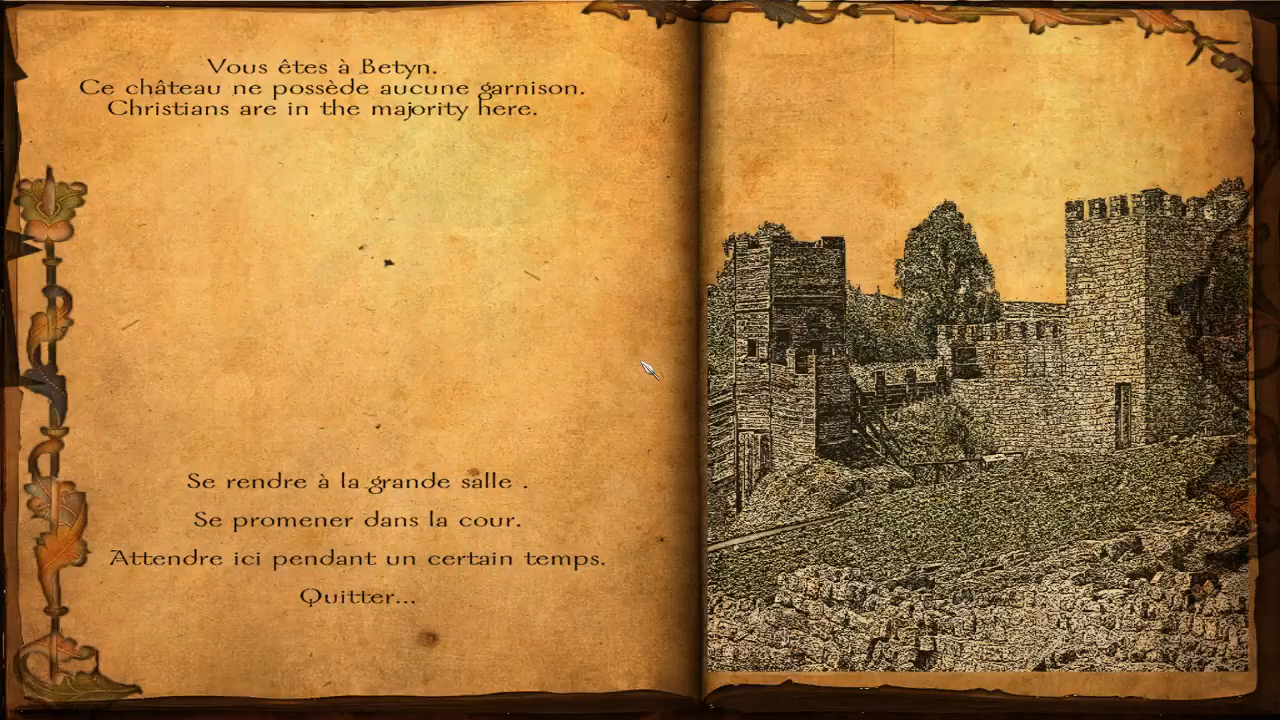 Vous êtes à Betyn.
Ce château ne possède aucune garnison.
Christians are in the majority here.
Se rendre à la grande salle .
Se promener dans la cour.
Attendre ici pendant un certain temps.
Quitter...